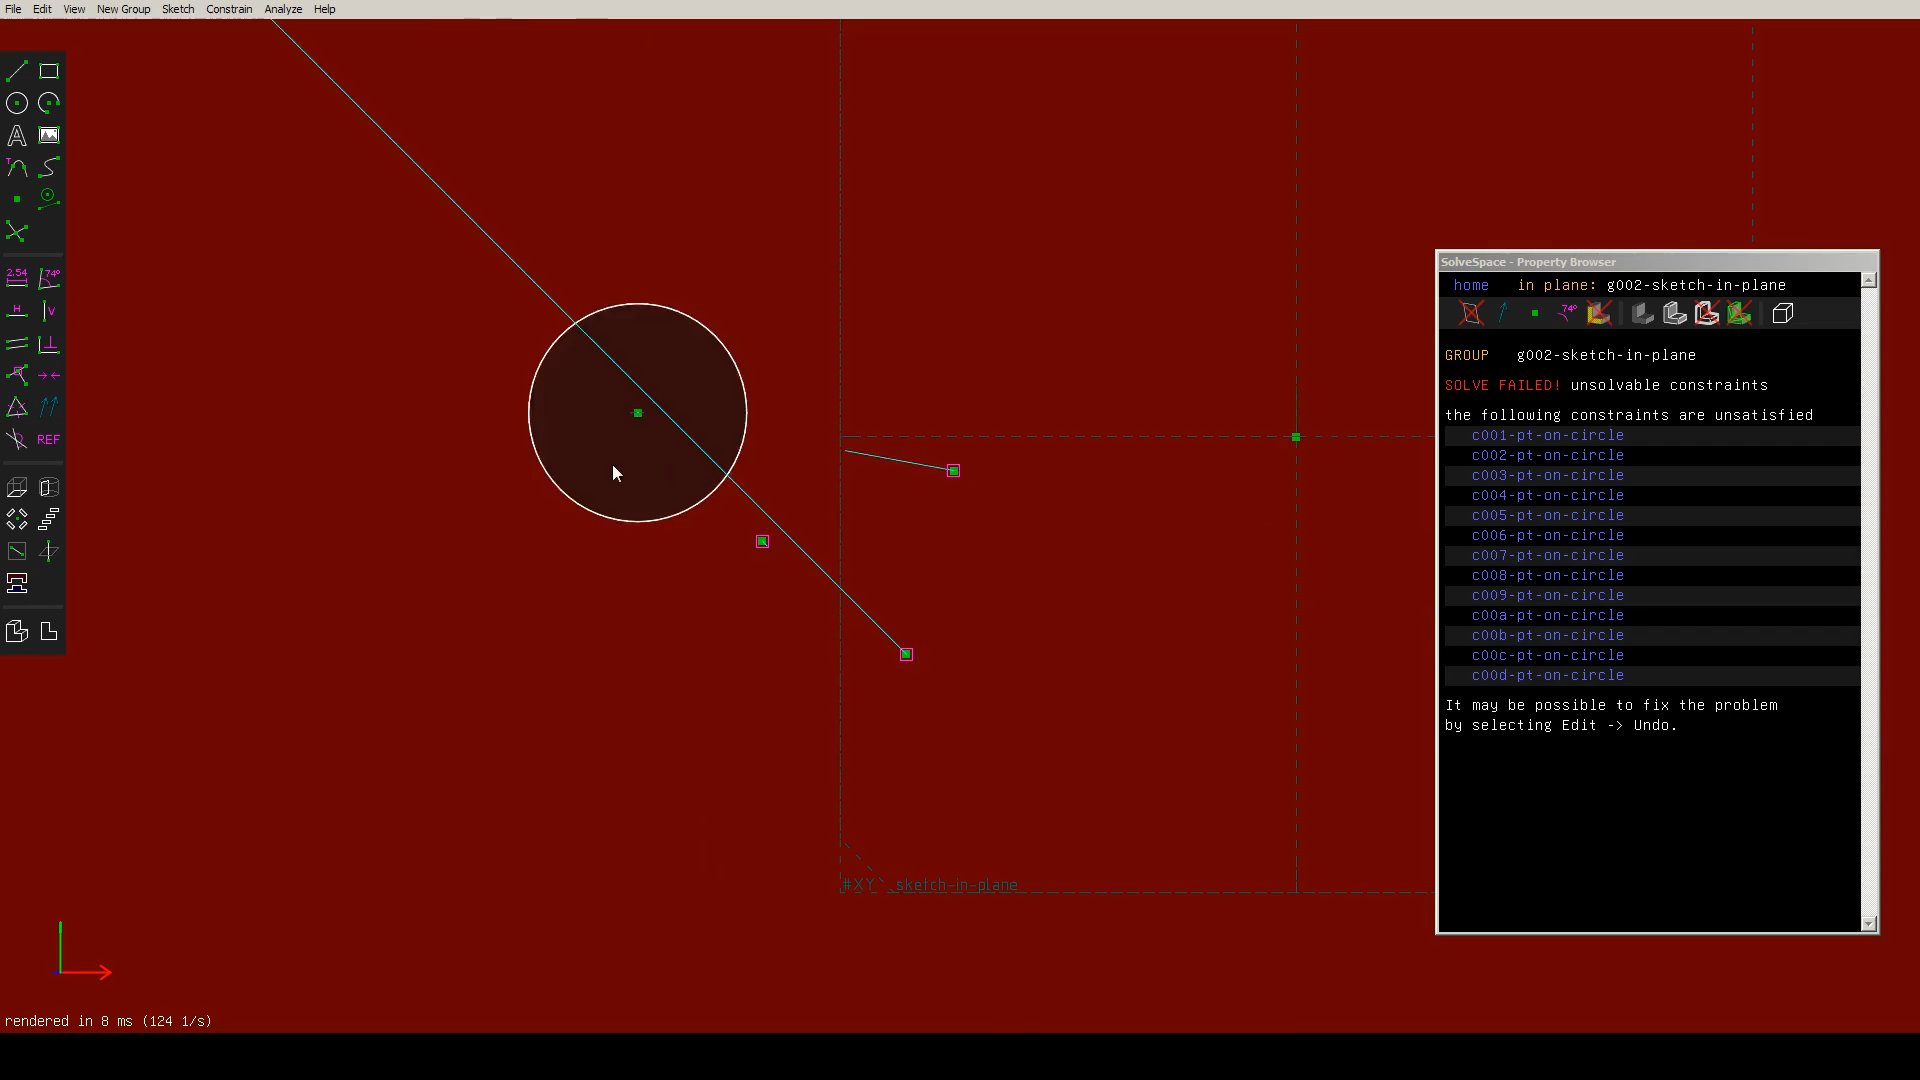 File Edit View New Group Sketch Constrain Analyze Help
A
T
2.54 74°
H V
REF
SolveSpace - Property Browser
home in plane: g002-sketch-in-plane
74°
GROUP g002-sketch-in-plane
SOLVE FAILED! unsolvable constraints
the following constraints are unsatisfied
c001-pt-on-circle
c002-pt-on-circle
c003-pt-on-circle
c004-pt-on-circle
c005-pt-on-circle
c006-pt-on-circle
c007-pt-on-circle
c008-pt-on-circle
c009-pt-on-circle
c00a-pt-on-circle
c00b-pt-on-circle
c00c-pt-on-circle
c00d-pt-on-circle
It may be possible to fix the problem
by selecting Edit -> Undo.
#XY sketch-in-plane
rendered in 8 ms (124 1/s)